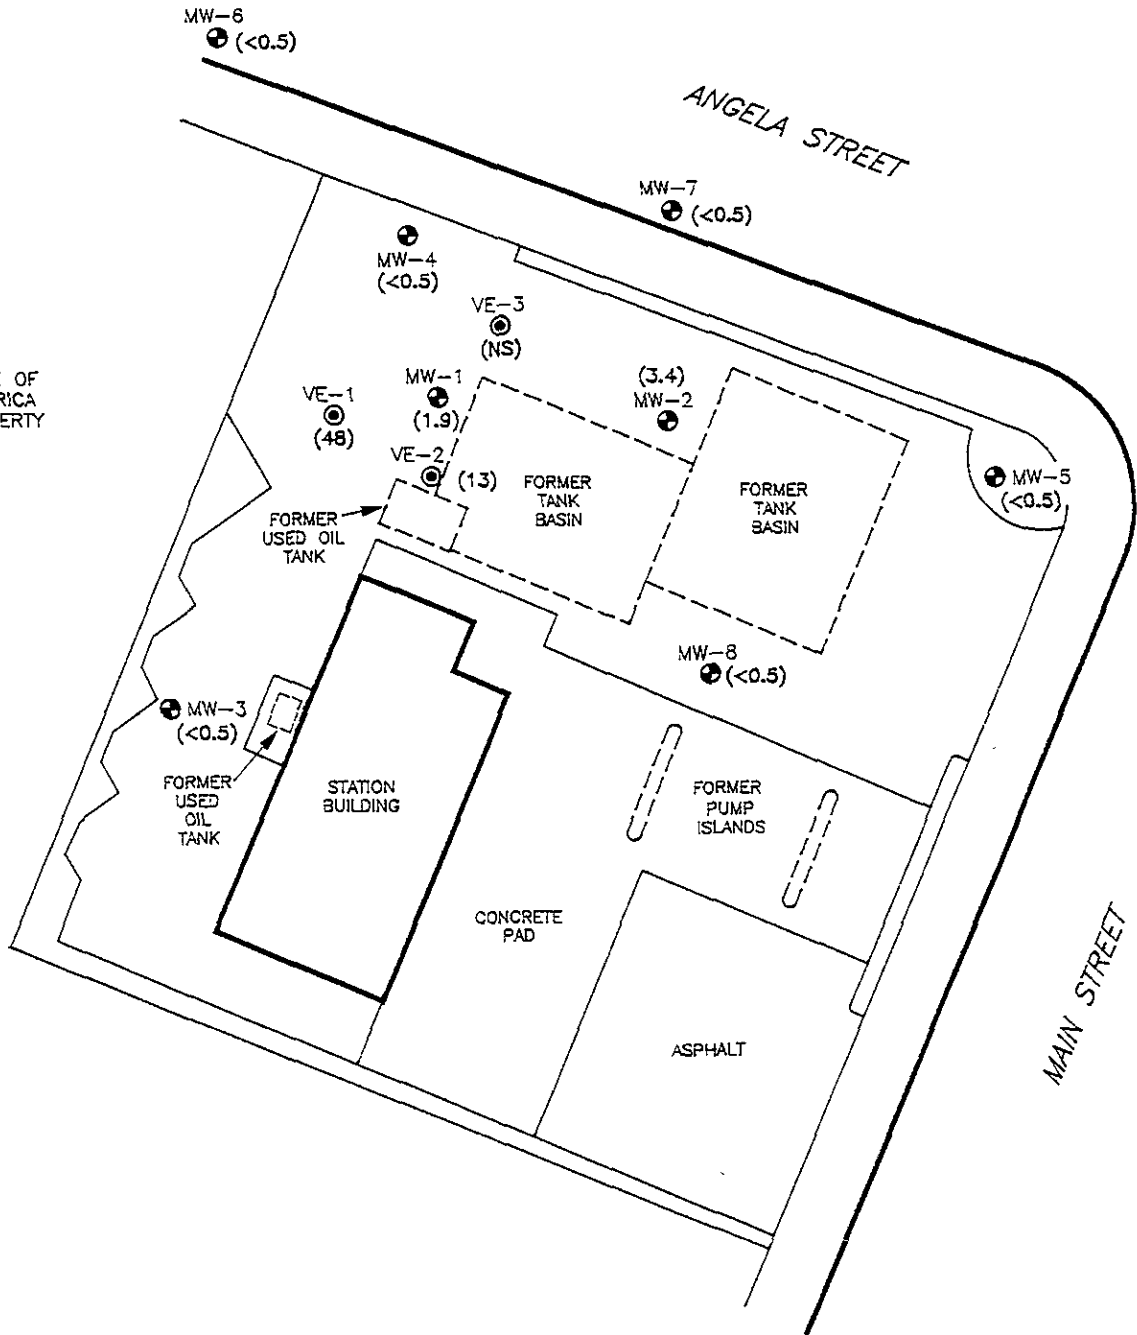 MW-6
(<0.5)
ANGELA STREET
MW-7
(<0.5)
MW-4
(<0.5)
VE-3
(NS)
OF
RICA
ERTY
VE-1
(48)
MW-1
(1.9)
(3.4)
MW-2
VE-2
(13)
FORMER
TANK
BASIN
FORMER
TANK
BASIN
MW-5
(<0.5)
FORMER
USED OIL
TANK
MW-8
(<0.5)
MW-3
(<0.5)
FORMER
USED
OIL
TANK
STATION
BUILDING
FORMER
PUMP
ISLANDS
CONCRETE
PAD
ASPHALT
MAIN STREET